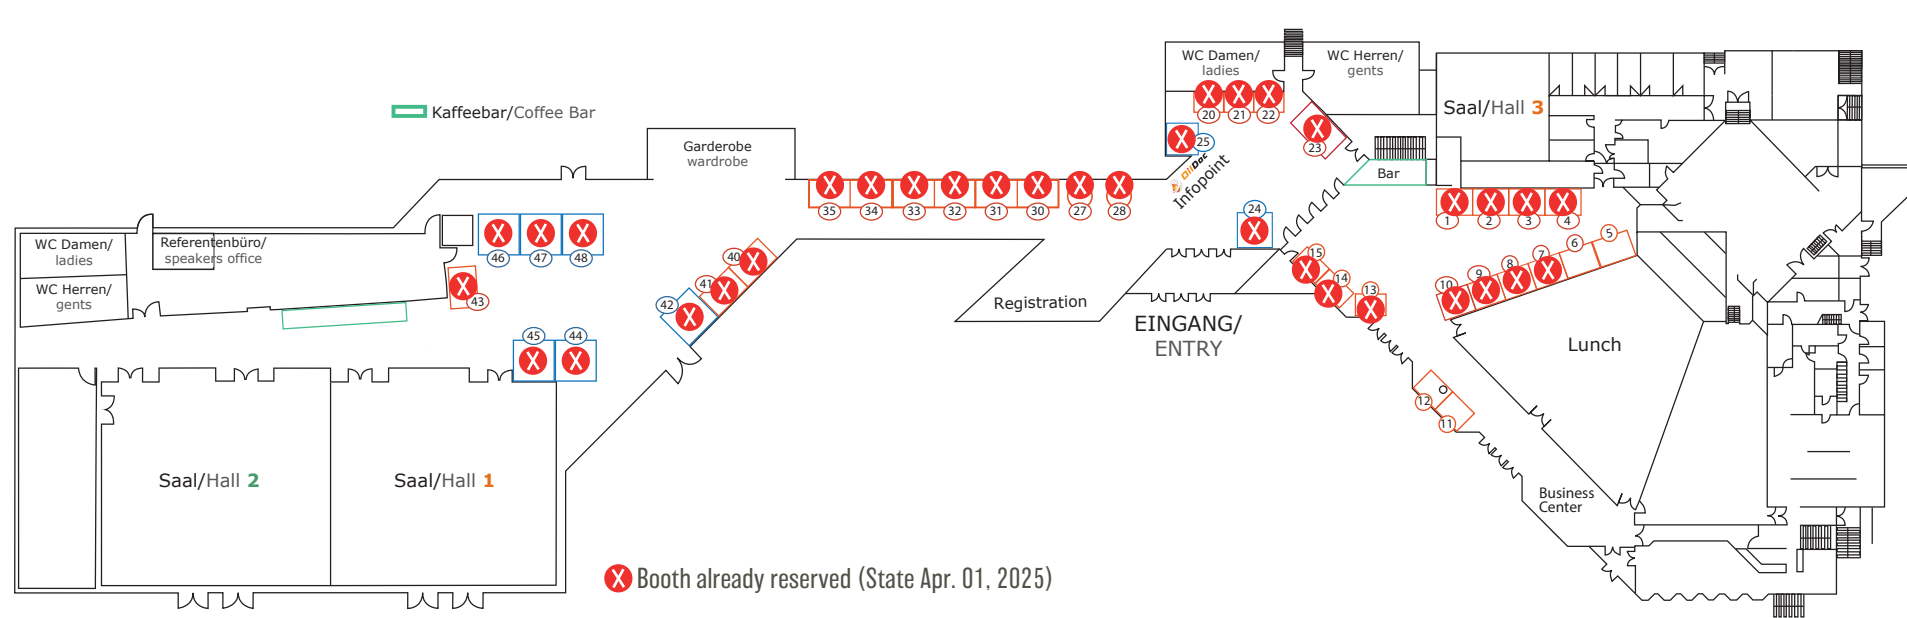 WC Damen/
ladies
WC Herren/
gents
Saal/Hall 3
20
21
22
23
25
OilDoc
Infopoint
Bar
Kaffeebar/Coffee Bar
Garderobe
wardrobe
35
34
33
32
31
30
27
28
24
1
2
3
4
5
6
7
8
9
10
15
14
13
12
11
WC Damen/
ladies
WC Herren/
gents
Referentenbüro/
speakers office
46
47
48
43
40
41
42
45
44
Registration
EINGANG/
ENTRY
Lunch
Business
Center
Saal/Hall 2
Saal/Hall 1
X Booth already reserved (State Apr. 01, 2025)